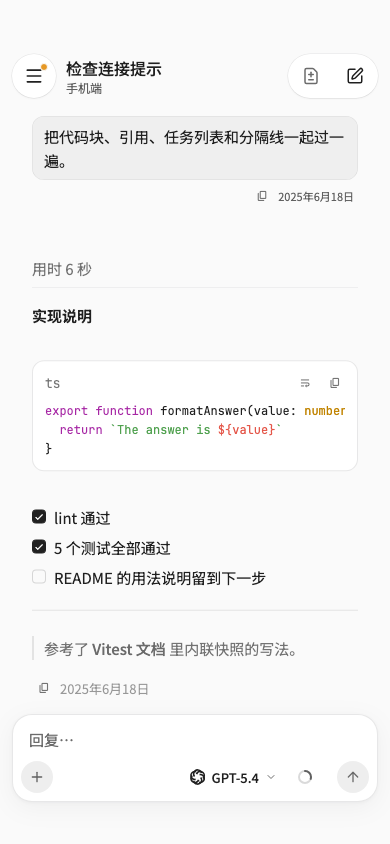 检查连接提示
手机端
把代码块、引用、任务列表和分隔线一起过一
遍。
2025年6月18日
用时 6 秒
实现说明
ts
export function formatAnswer(value: number
return `The answer is ${value}`
}
lint 通过
5 个测试全部通过
README 的用法说明留到下一步
参考了 Vitest 文档 里内联快照的写法。
2025年6月18日
回复…
GPT-5.4